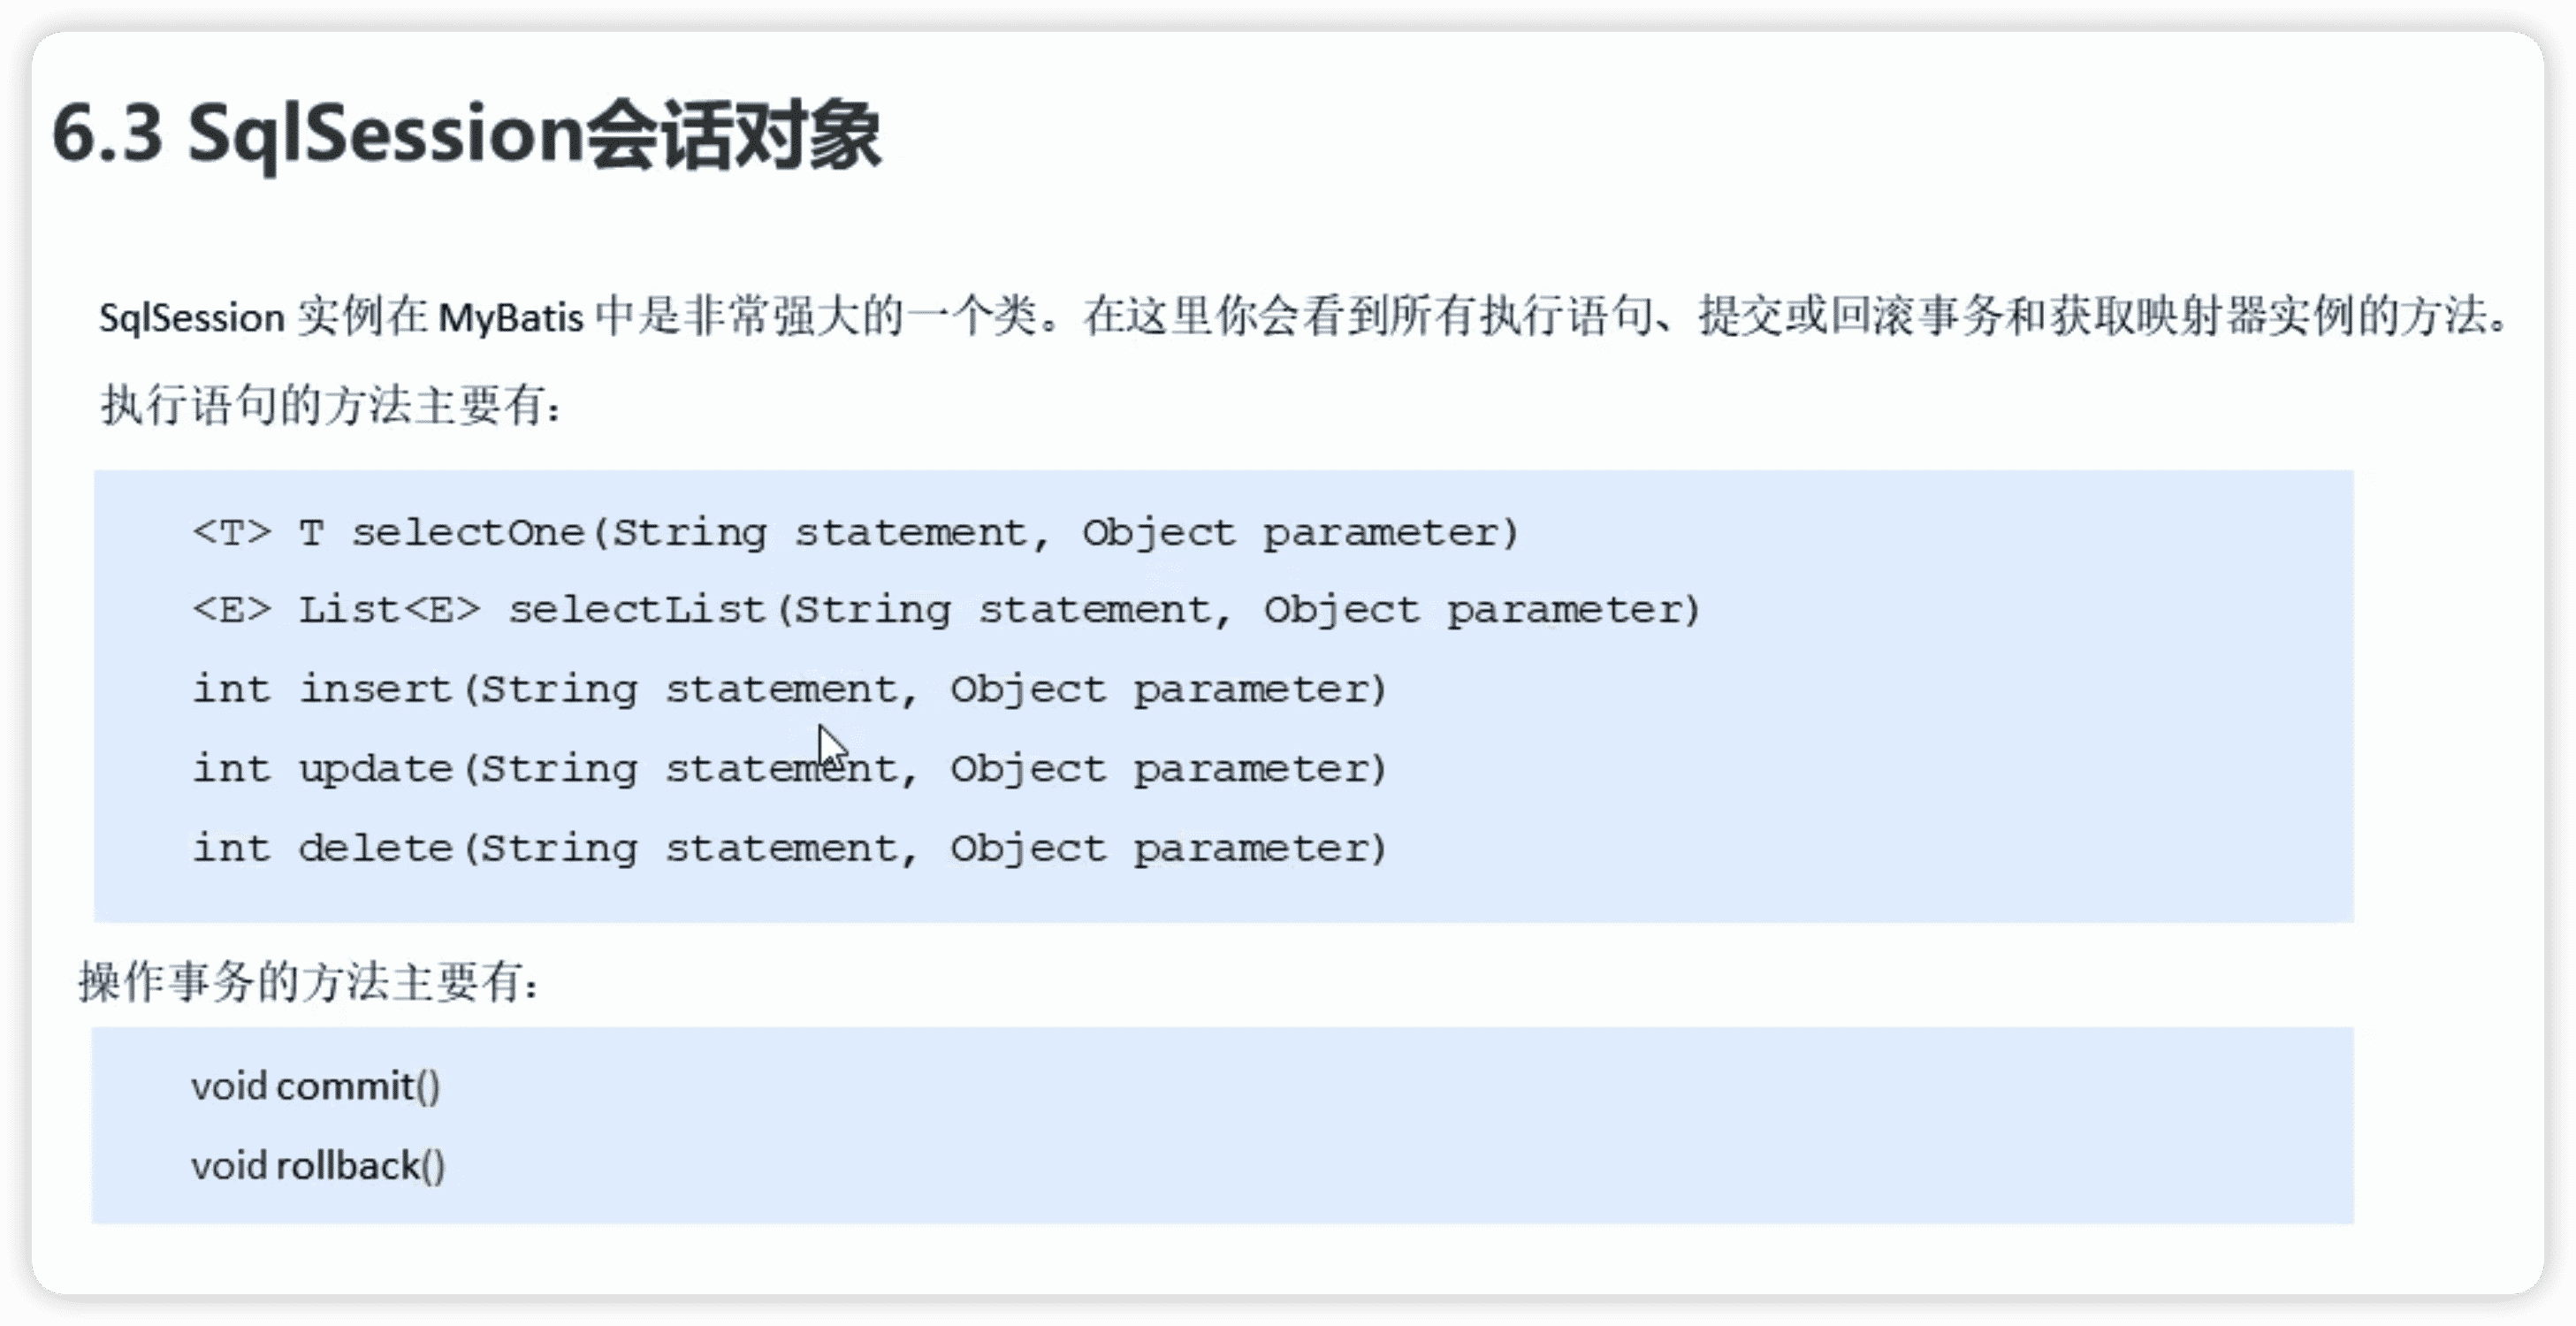 6.3 SqlSession会话对象
SqlSession 实例在 MyBatis 中是非常强大的一个类。在这里你会看到所有执行语句、提交或回滚事务和获取映射器实例的方法。
执行语句的方法主要有：
<T> T selectOne(String statement, Object parameter)
<E> List<E> selectList(String statement, Object parameter)
int insert(String statement, Object parameter)
int update(String statement, Object parameter)
int delete(String statement, Object parameter)
操作事务的方法主要有：
void commit()
void rollback()